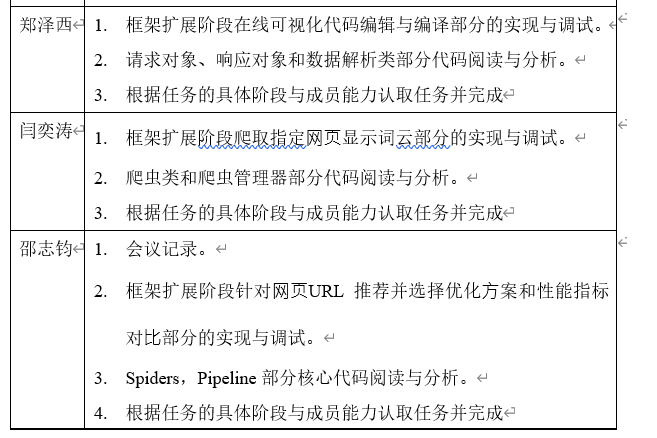 郑泽西
1. 框架扩展阶段在线可视化代码编辑与编译部分的实现与调试。
2. 请求对象、响应对象和数据解析类部分代码阅读与分析。
3. 根据任务的具体阶段与成员能力认取任务并完成
闫奕涛
1. 框架扩展阶段爬取指定网页显示词云部分的实现与调试。
2. 爬虫类和爬虫管理器部分代码阅读与分析。
3. 根据任务的具体阶段与成员能力认取任务并完成
邵志钧
1. 会议记录。
2. 框架扩展阶段针对网页URL 推荐并选择优化方案和性能指标
对比部分的实现与调试。
3. Spiders，Pipeline 部分核心代码阅读与分析。
4. 根据任务的具体阶段与成员能力认取任务并完成